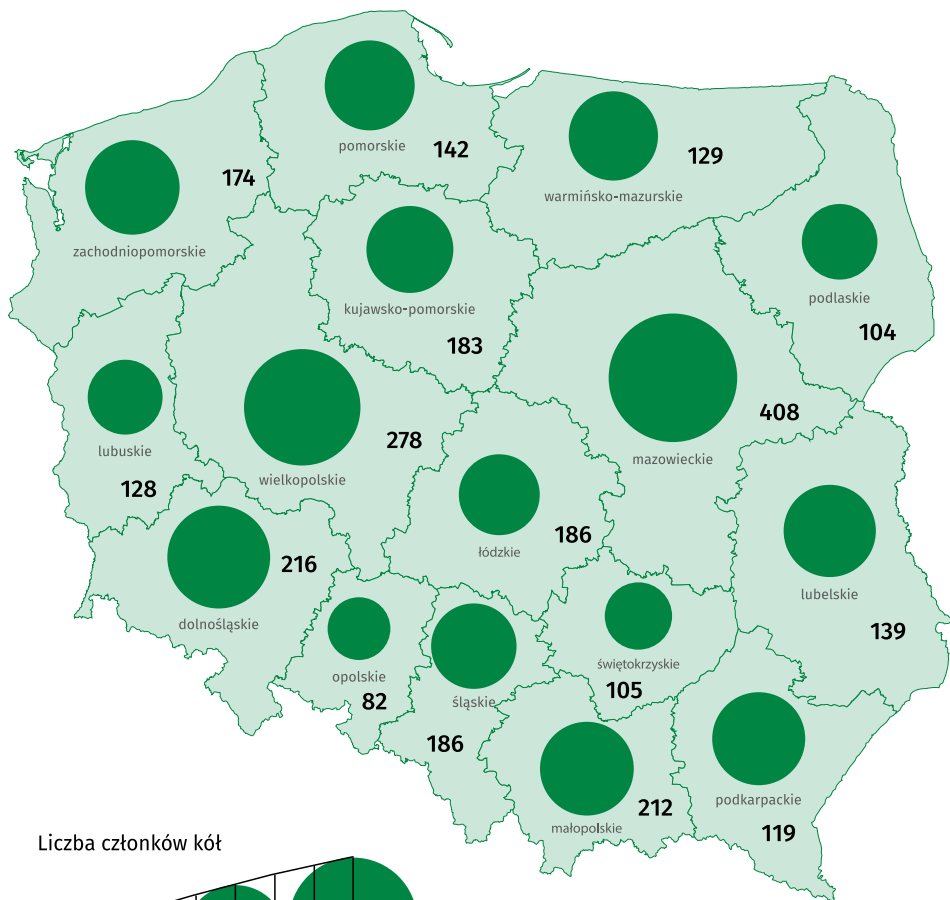 pomorskie
142
warmińsko-mazurskie
129
zachodniopomorskie
174
kujawsko-pomorskie
183
podlaskie
104
lubuskie
128
wielkopolskie
278
mazowieckie
408
łódzkie
186
lubelskie
139
dolnośląskie
216
opolskie
82
śląskie
186
świętokrzyskie
105
małopolskie
212
podkarpackie
119
Liczba członków kół